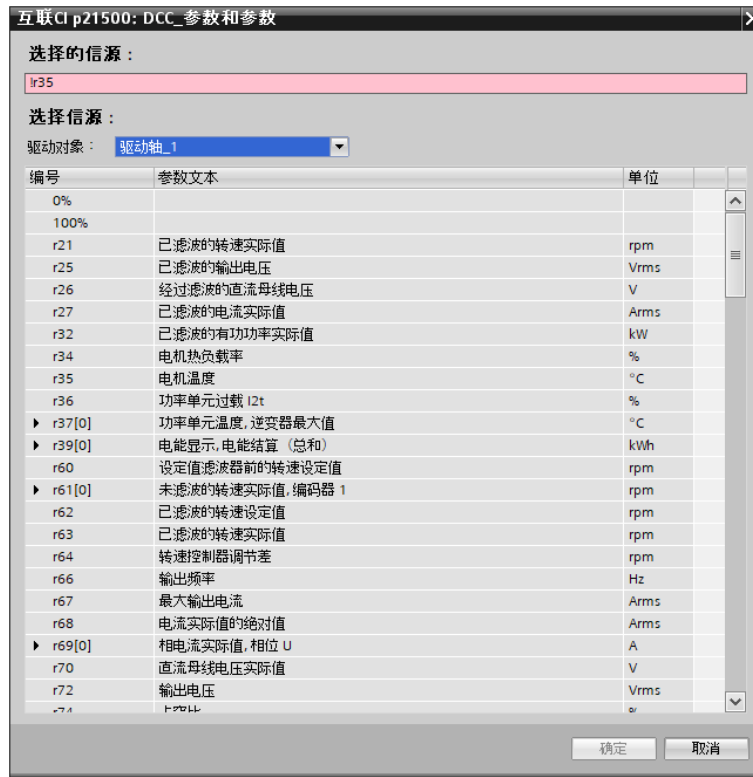 互联CI p21500: DCC_参数和参数
选择的信源：
!r35
选择信源：
驱动对象： 驱动轴_1
编号 参数文本 单位
0%
100%
r21 已滤波的转速实际值 rpm
r25 已滤波的输出电压 Vrms
r26 经过滤波的直流母线电压 V
r27 已滤波的电流实际值 Arms
r32 已滤波的有功功率实际值 kW
r34 电机热负载率 %
r35 电机温度 °C
r36 功率单元过载 I2t %
r37[0] 功率单元温度, 逆变器最大值 °C
r39[0] 电能显示, 电能结算（总和） kWh
r60 设定值滤波器前的转速设定值 rpm
r61[0] 未滤波的转速实际值, 编码器 1 rpm
r62 已滤波的转速设定值 rpm
r63 已滤波的转速实际值 rpm
r64 转速控制器调节差 rpm
r66 输出频率 Hz
r67 最大输出电流 Arms
r68 电流实际值的绝对值 Arms
r69[0] 相电流实际值, 相位 U A
r70 直流母线电压实际值 V
r72 输出电压 Vrms
r74 占空比 %
确定 取消